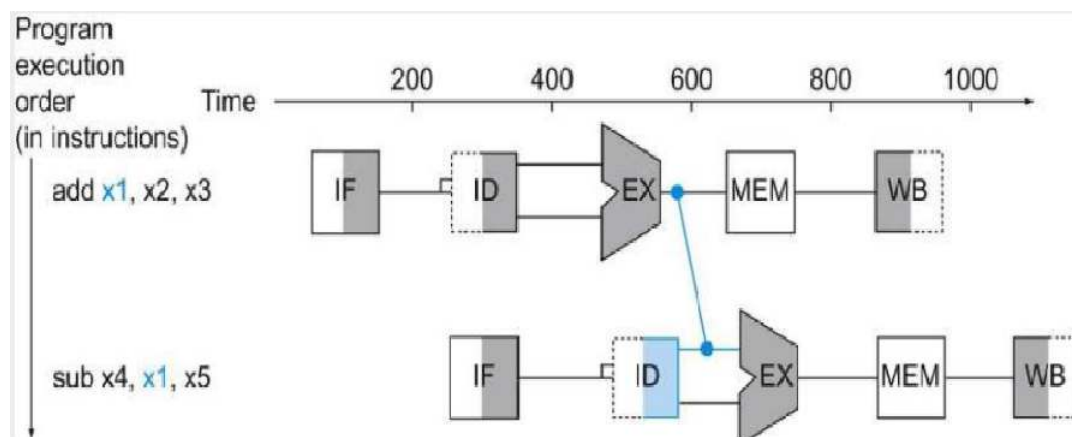 Program
execution
order
(in instructions)
Time
200 400 600 800 1000
add x1, x2, x3
IF ID EX MEM WB
sub x4, x1, x5
IF ID EX MEM WB